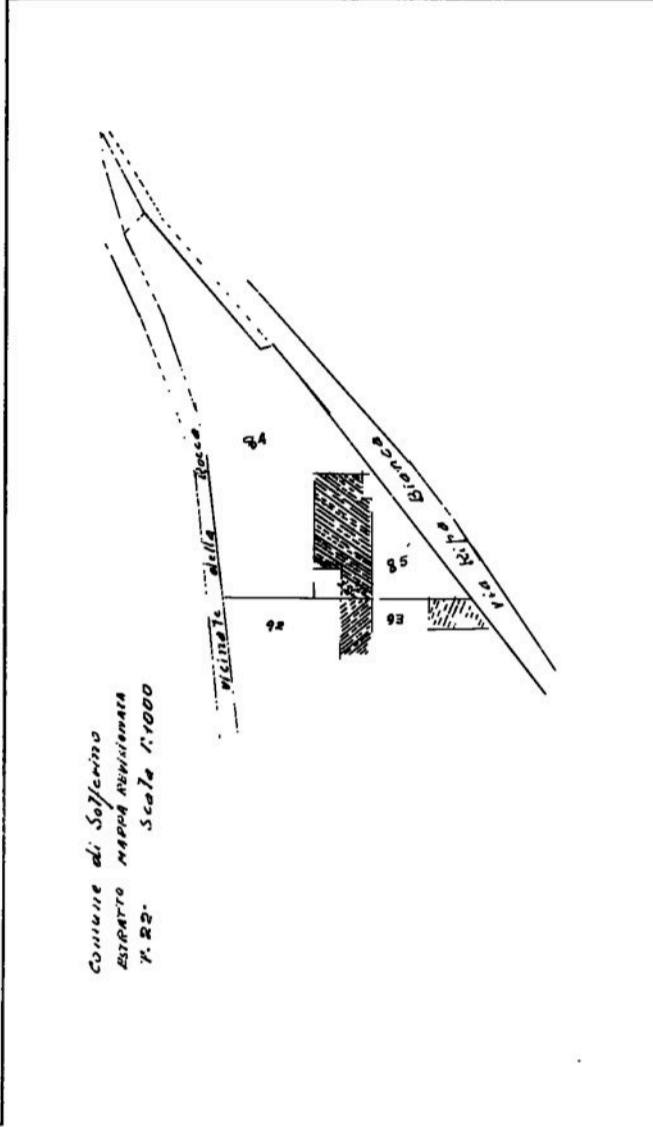 Comune di Solferino
ESTRATTO MAPPA REVISIONATA
F. 22. Scala 1:1000
vicinale della Rocca
84
92
85
93
via Ripa Bianca